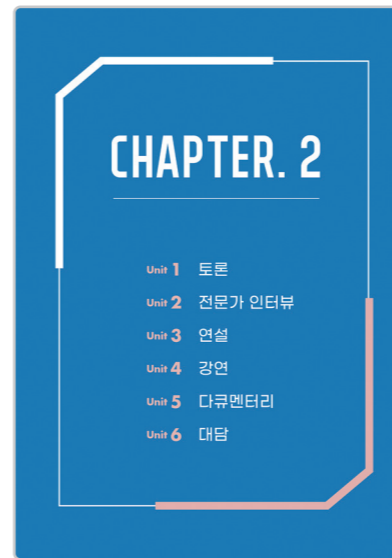 CHAPTER. 2
Unit 1 토론
Unit 2 전문가 인터뷰
Unit 3 연설
Unit 4 강연
Unit 5 다큐멘터리
Unit 6 대담